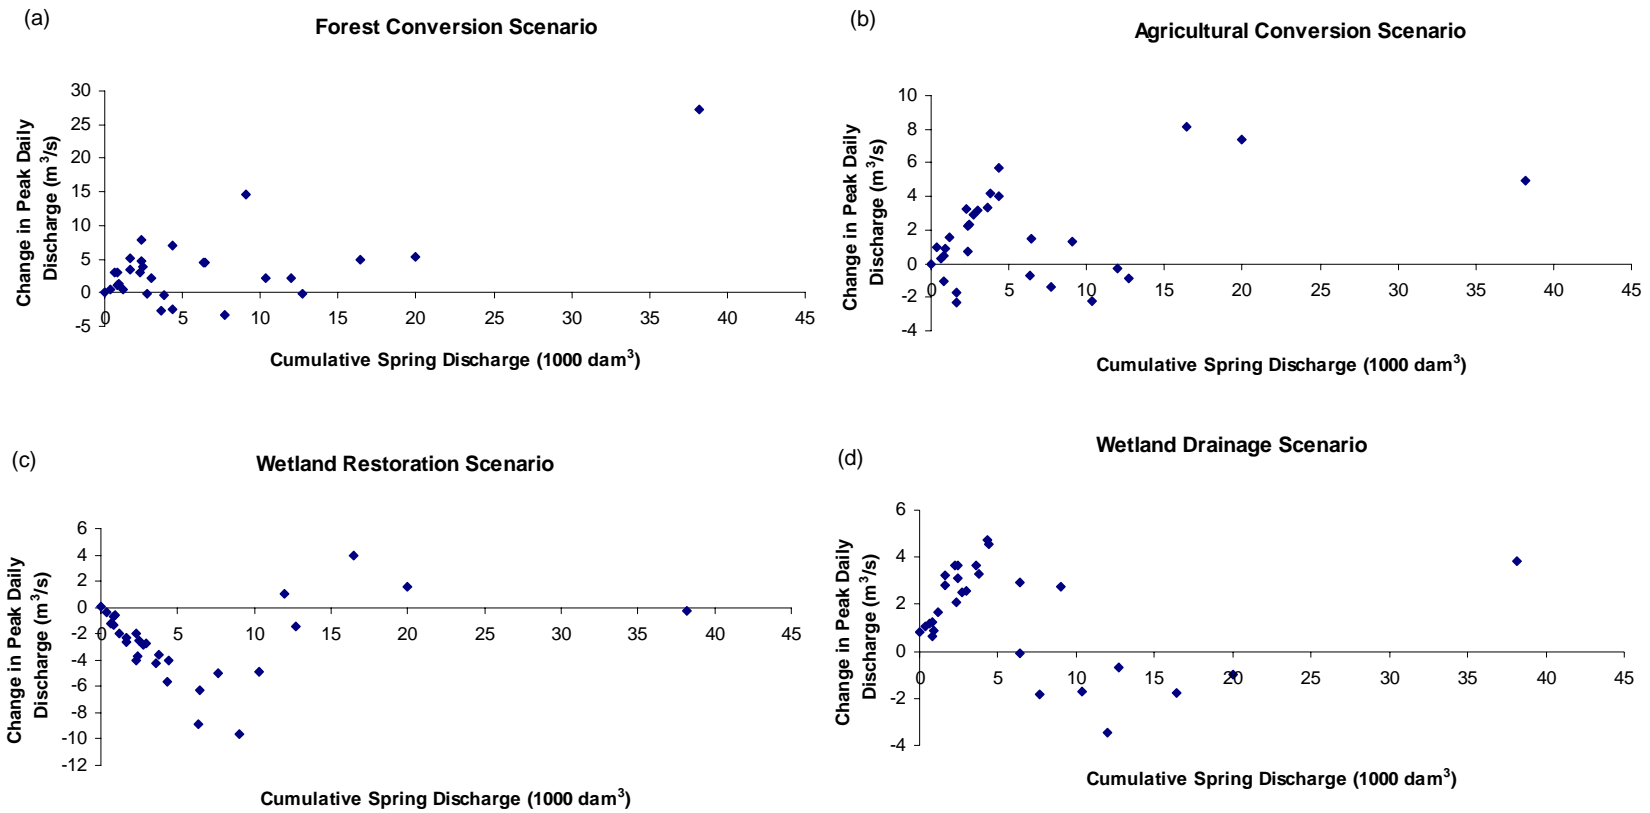 (a)
Forest Conversion Scenario
30
25
20
15
10
5
0
-5
0 5 10 15 20 25 30 35 40 45
Change in Peak Daily
Discharge (m³/s)
Cumulative Spring Discharge (1000 dam³)
(b)
Agricultural Conversion Scenario
10
8
6
4
2
0
-2
-4
0 5 10 15 20 25 30 35 40 45
Change in Peak Daily
Discharge (m³/s)
Cumulative Spring Discharge (1000 dam³)
(c)
Wetland Restoration Scenario
6
4
2
0
-2
-4
-6
-8
-10
-12
0 5 10 15 20 25 30 35 40 45
Change in Peak Daily
Discharge (m³/s)
Cumulative Spring Discharge (1000 dam³)
(d)
Wetland Drainage Scenario
6
4
2
0
-2
-4
0 5 10 15 20 25 30 35 40 45
Change in Peak Daily
Discharge (m³/s)
Cumulative Spring Discharge (1000 dam³)